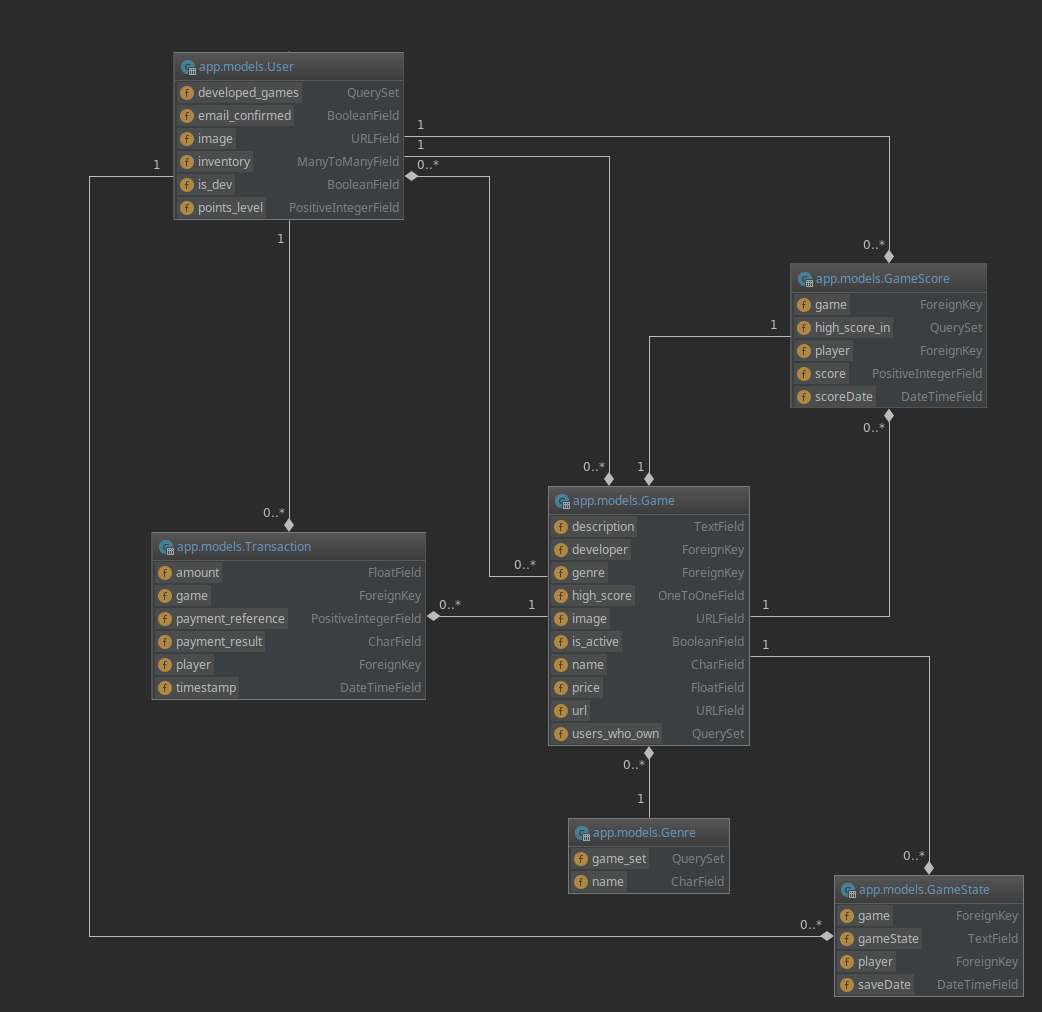 app.models.User
developed_games QuerySet
email_confirmed BooleanField
image URLField
inventory ManyToManyField
is_dev BooleanField
points_level PositiveIntegerField
1
1
0..*
1
1
0..*
app.models.GameScore
game ForeignKey
high_score_in QuerySet
player ForeignKey
score PositiveIntegerField
scoreDate DateTimeField
1
0..*
0..*
1
app.models.Game
description TextField
developer ForeignKey
genre ForeignKey
high_score OneToOneField
image URLField
is_active BooleanField
name CharField
price FloatField
url URLField
users_who_own QuerySet
0..*
app.models.Transaction
amount FloatField
game ForeignKey
payment_reference PositiveIntegerField
payment_result CharField
player ForeignKey
timestamp DateTimeField
0..*
0..*
1
1
1
0..*
1
app.models.Genre
game_set QuerySet
name CharField
0..*
app.models.GameState
game ForeignKey
gameState TextField
player ForeignKey
saveDate DateTimeField
0..*